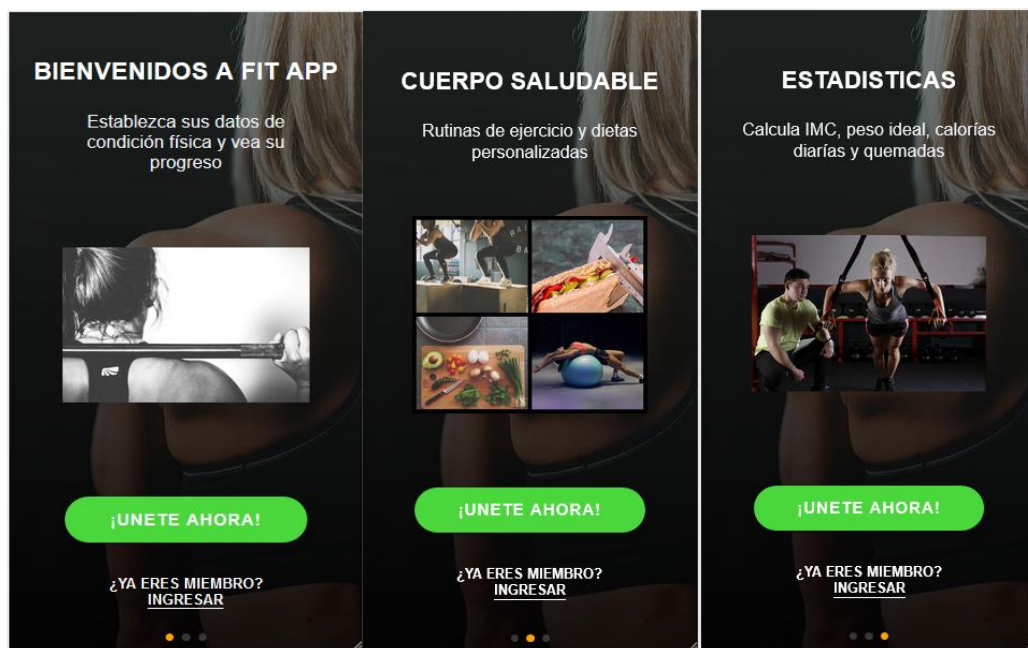 BIENVENIDOS A FIT APP
Establezca sus datos de
condición física y vea su
progreso
¡UNETE AHORA!
¿YA ERES MIEMBRO?
INGRESAR
CUERPO SALUDABLE
Rutinas de ejercicio y dietas
personalizadas
¡UNETE AHORA!
¿YA ERES MIEMBRO?
INGRESAR
ESTADISTICAS
Calcula IMC, peso ideal, calorías
diarías y quemadas
¡UNETE AHORA!
¿YA ERES MIEMBRO?
INGRESAR